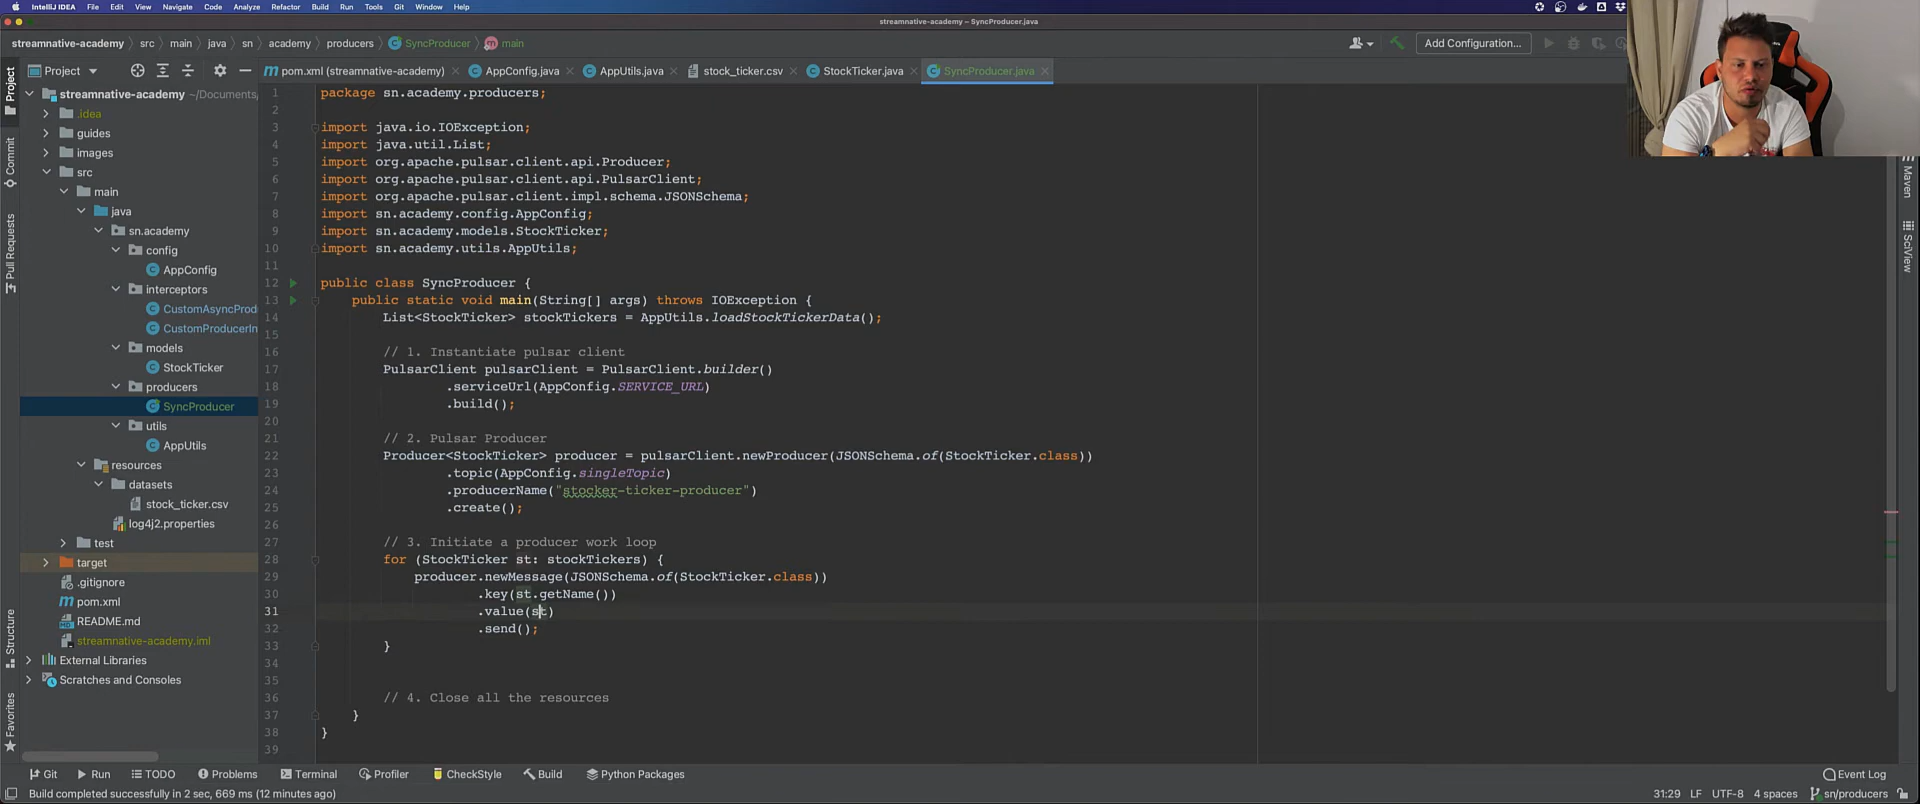 IntelliJ IDEA File Edit View Navigate Code Analyze Refactor Build Run Tools Git Window Help
streamnative-academy – SyncProducer.java
streamnative-academy src main java sn academy producers SyncProducer main
Add Configuration...
Project
pom.xml (streamnative-academy) AppConfig.java AppUtils.java stock_ticker.csv StockTicker.java SyncProducer.java
streamnative-academy ~/Documents/
.idea
guides
images
src
main
java
sn.academy
config
AppConfig
interceptors
CustomAsyncProd
CustomProducerIn
models
StockTicker
producers
SyncProducer
utils
AppUtils
resources
datasets
stock_ticker.csv
log4j2.properties
test
target
.gitignore
pom.xml
README.md
streamnative-academy.iml
External Libraries
Scratches and Consoles
Project
Commit
Pull Requests
Structure
Favorites
1 package sn.academy.producers;
2
3 import java.io.IOException;
4 import java.util.List;
5 import org.apache.pulsar.client.api.Producer;
6 import org.apache.pulsar.client.api.PulsarClient;
7 import org.apache.pulsar.client.impl.schema.JSONSchema;
8 import sn.academy.config.AppConfig;
9 import sn.academy.models.StockTicker;
10 import sn.academy.utils.AppUtils;
11
12 public class SyncProducer {
13 public static void main(String[] args) throws IOException {
14 List<StockTicker> stockTickers = AppUtils.loadStockTickerData();
15
16 // 1. Instantiate pulsar client
17 PulsarClient pulsarClient = PulsarClient.builder()
18 .serviceUrl(AppConfig.SERVICE_URL)
19 .build();
20
21 // 2. Pulsar Producer
22 Producer<StockTicker> producer = pulsarClient.newProducer(JSONSchema.of(StockTicker.class))
23 .topic(AppConfig.singleTopic)
24 .producerName("stocker-ticker-producer")
25 .create();
26
27 // 3. Initiate a producer work loop
28 for (StockTicker st: stockTickers) {
29 producer.newMessage(JSONSchema.of(StockTicker.class))
30 .key(st.getName())
31 .value(st)
32 .send();
33 }
34
35
36 // 4. Close all the resources
37 }
38 }
39
Maven
SciView
Git Run TODO Problems Terminal Profiler CheckStyle Build Python Packages Event Log
Build completed successfully in 2 sec, 669 ms (12 minutes ago) 31:29 LF UTF-8 4 spaces sn/producers